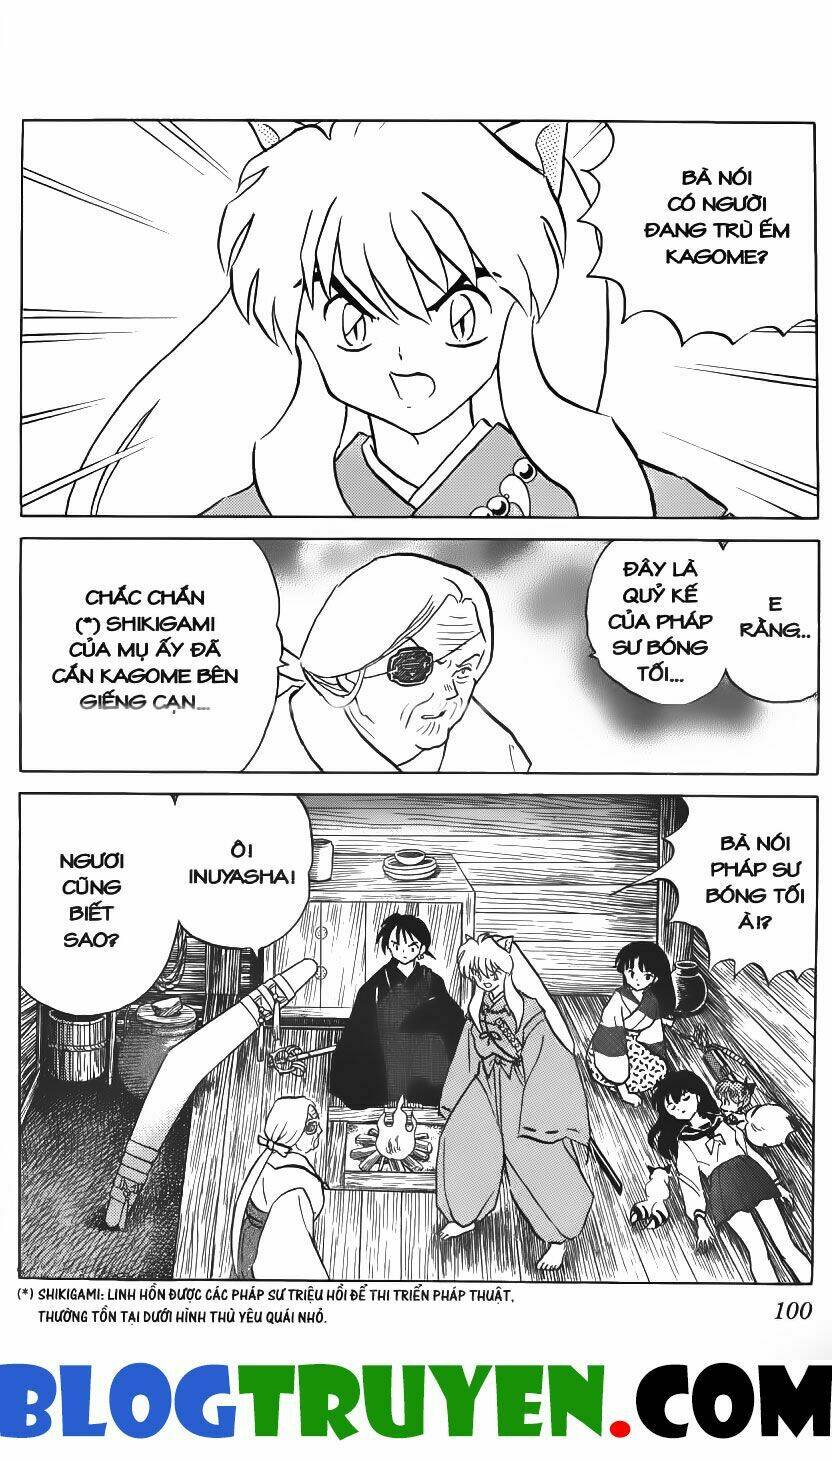 BÀ NÓI
CÓ NGƯỜI
ĐANG TRÙ ẾM
KAGOME?
E
RẰNG..
ĐÂY LÀ
QUỶ KẾ
CỦA PHÁP
SƯ BÓNG
TỐI...
CHẮC CHẮN
(*) SHIKIGAMI
CỦA MỤ ẤY ĐÃ
CẮN KAGOME BÊN
GIẾNG CẠN...
BÀ NÓI
PHÁP SƯ
BÓNG TỐI
ÀI?
ÔI
INUYASHA!
NGƯƠI
CŨNG
BIẾT
SAO?
(*) SHIKIGAMI: LINH HỒN ĐƯỢC CÁC PHÁP SƯ TRIỆU HỒI ĐỂ THI TRIỂN PHÁP THUẬT,
THƯỜNG TỒN TẠI DƯỚI HÌNH THÙ YÊU QUÁI NHỎ.
100
BLOGTRUYEN.COM